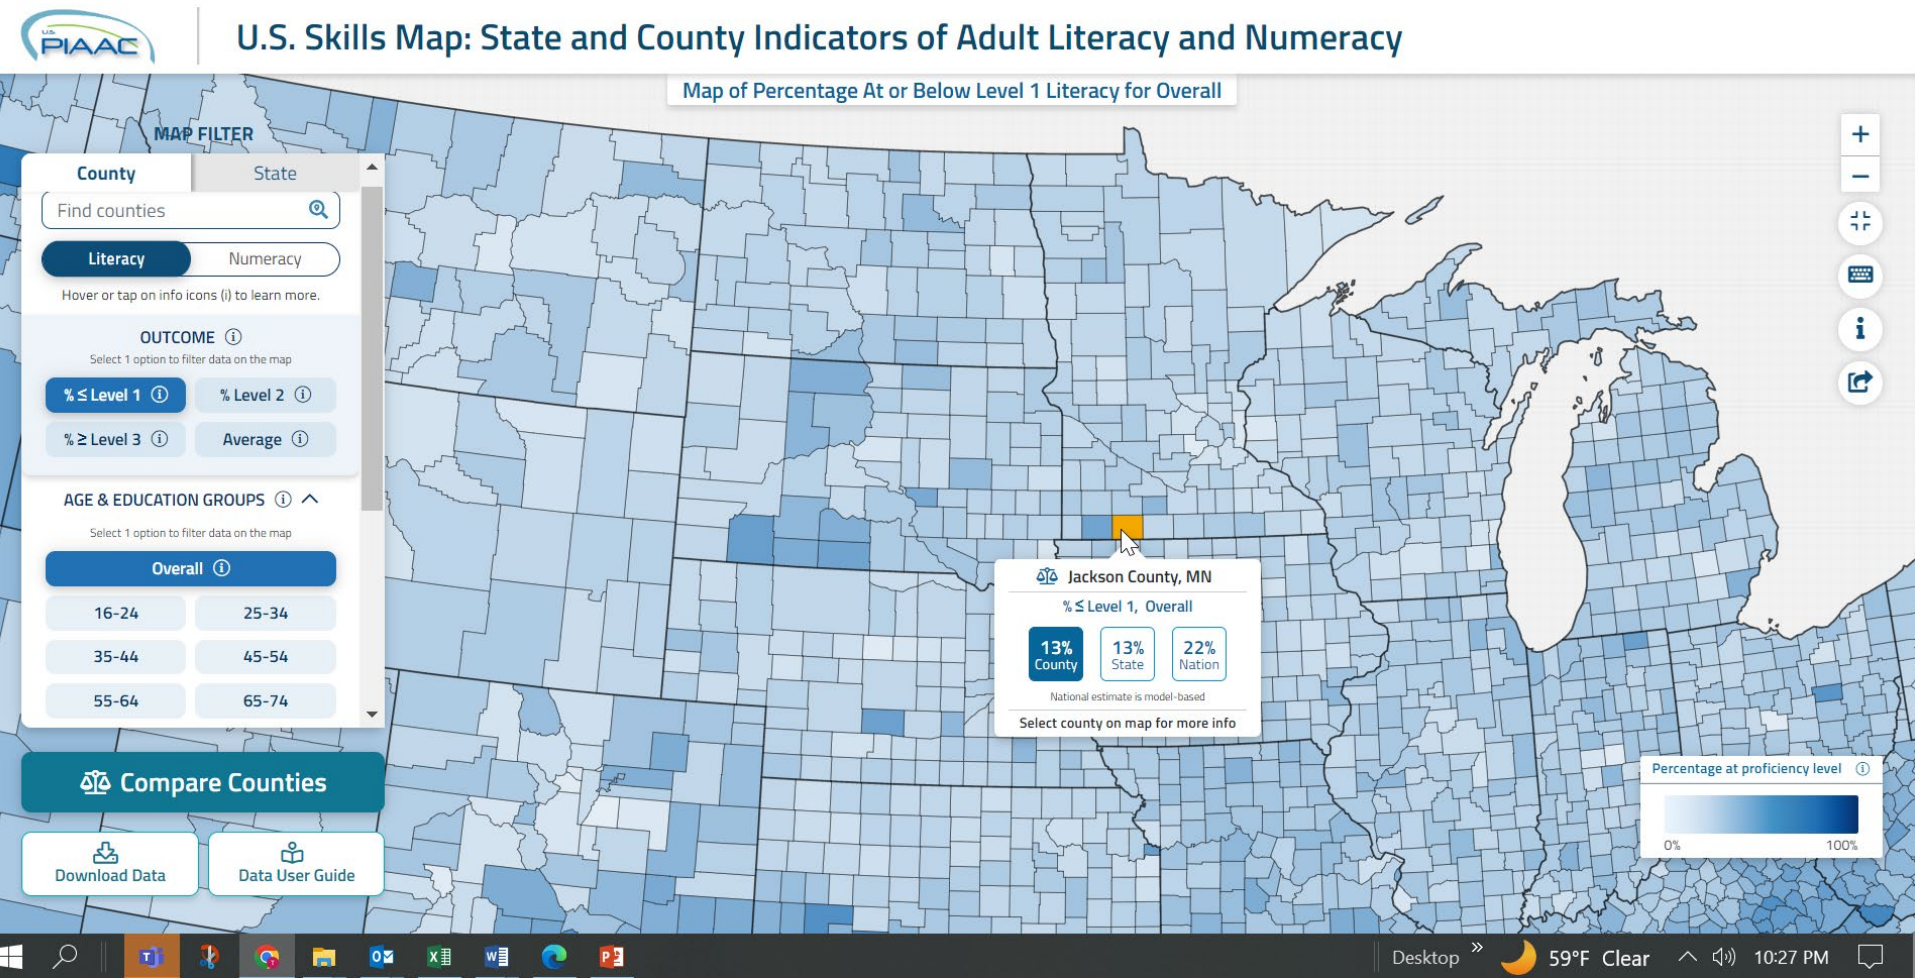 U.S. PIAAC
U.S. Skills Map: State and County Indicators of Adult Literacy and Numeracy
Map of Percentage At or Below Level 1 Literacy for Overall
MAP FILTER
County State
Find counties
Literacy Numeracy
Hover or tap on info icons (i) to learn more.
OUTCOME
Select 1 option to filter data on the map
% ≤ Level 1 % Level 2
% ≥ Level 3 Average
AGE & EDUCATION GROUPS
Select 1 option to filter data on the map
Overall
16-24 25-34
35-44 45-54
55-64 65-74
Compare Counties
Download Data Data User Guide
Jackson County, MN
% ≤ Level 1, Overall
13% 13% 22%
County State Nation
National estimate is model-based
Select county on map for more info
Percentage at proficiency level
0% 100%
Desktop » 59°F Clear 10:27 PM